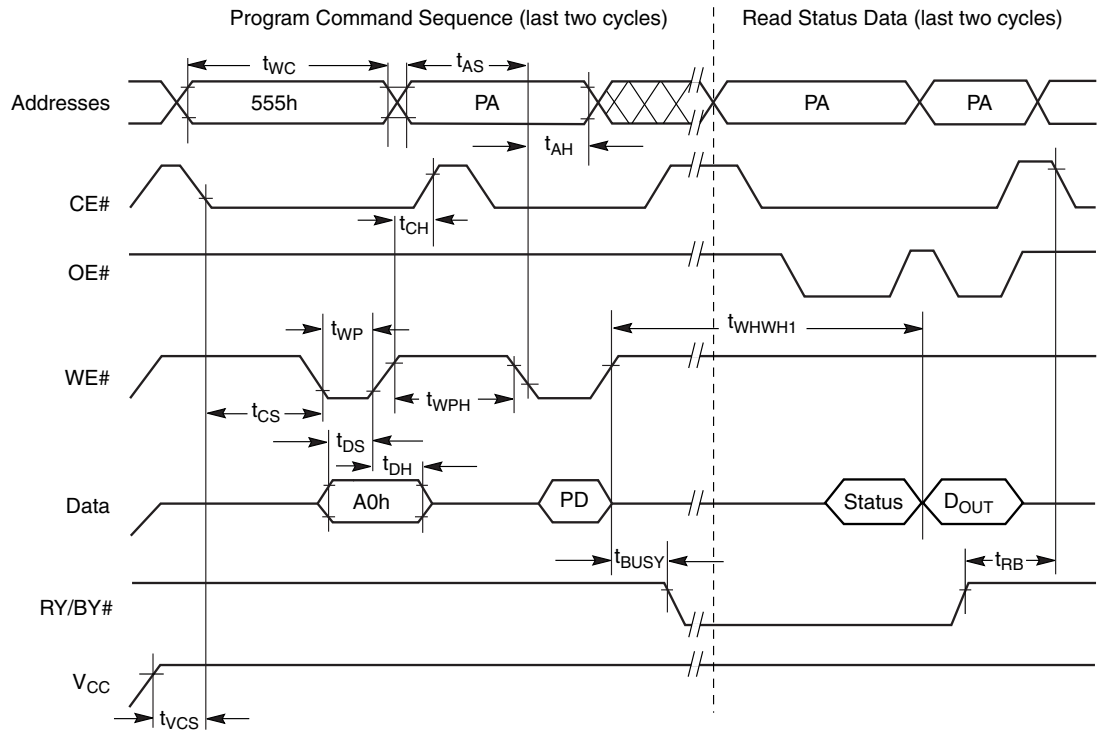 Program Command Sequence (last two cycles) Read Status Data (last two cycles)
tWC tAS
Addresses 555h PA PA PA
tAH
CE#
tCH
OE#
tWP tWHWH1
WE#
tCS tWPH
tDS
tDH
Data A0h PD Status DOUT
tBUSY tRB
RY/BY#
VCC
tVCS